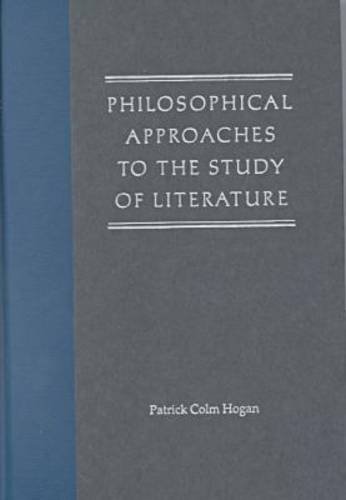 PHILOSOPHICAL
APPROACHES
TO THE STUDY
OF LITERATURE
Patrick Colm Hogan